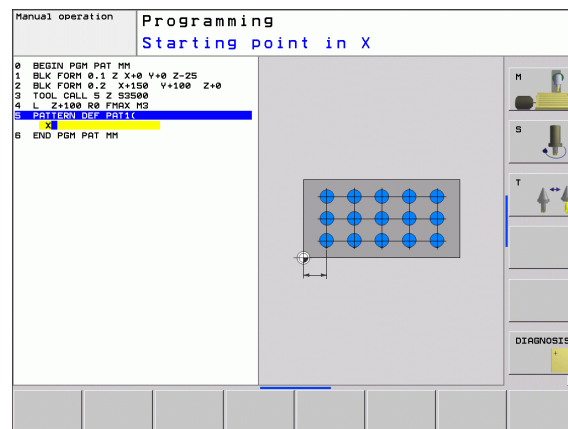 Manual operation
Programming
Starting point in X
0 BEGIN PGM PAT MM
1 BLK FORM 0.1 Z X+0 Y+0 Z-25
2 BLK FORM 0.2 X+150 Y+100 Z+0
3 TOOL CALL 5 Z S3500
4 L Z+100 R0 FMAX M3
5 PATTERN DEF PAT1(
X
6 END PGM PAT MM
M
S
T
DIAGNOSIS